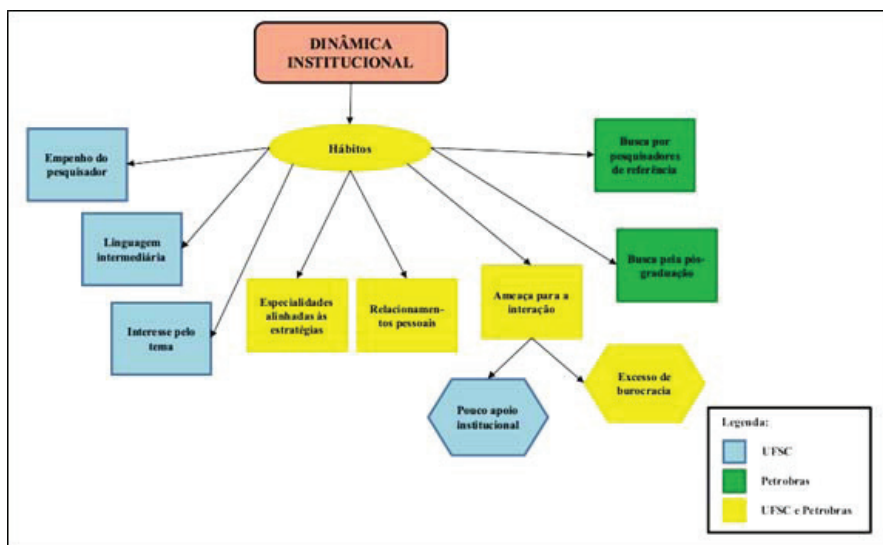 DINÂMICA
INSTITUCIONAL
Hábitos
Empenho do
pesquisador
Busca por
pesquisadores
de referência
Linguagem
intermediária
Busca pela pós-
graduação
Interesse pelo
tema
Especialidades
alinhadas às
estratégias
Relacionamen-
tos pessoais
Ameaça para a
interação
Pouco apoio
institucional
Excesso de
burocracia
Legenda:
UFSC
Petrobras
UFSC e Petrobras